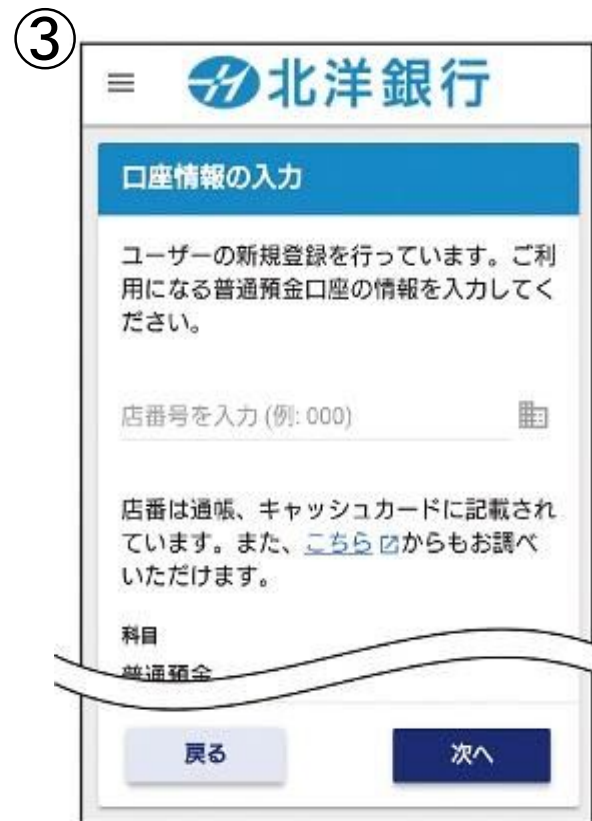 ③
北洋銀行
口座情報の入力
ユーザーの新規登録を行っています。ご利
用になる普通預金口座の情報を入力してく
ださい。
店番号を入力 (例: 000)
店番は通帳、キャッシュカードに記載され
ています。また、こちら からもお調べ
いただけます。
科目
普通預金
戻る
次へ